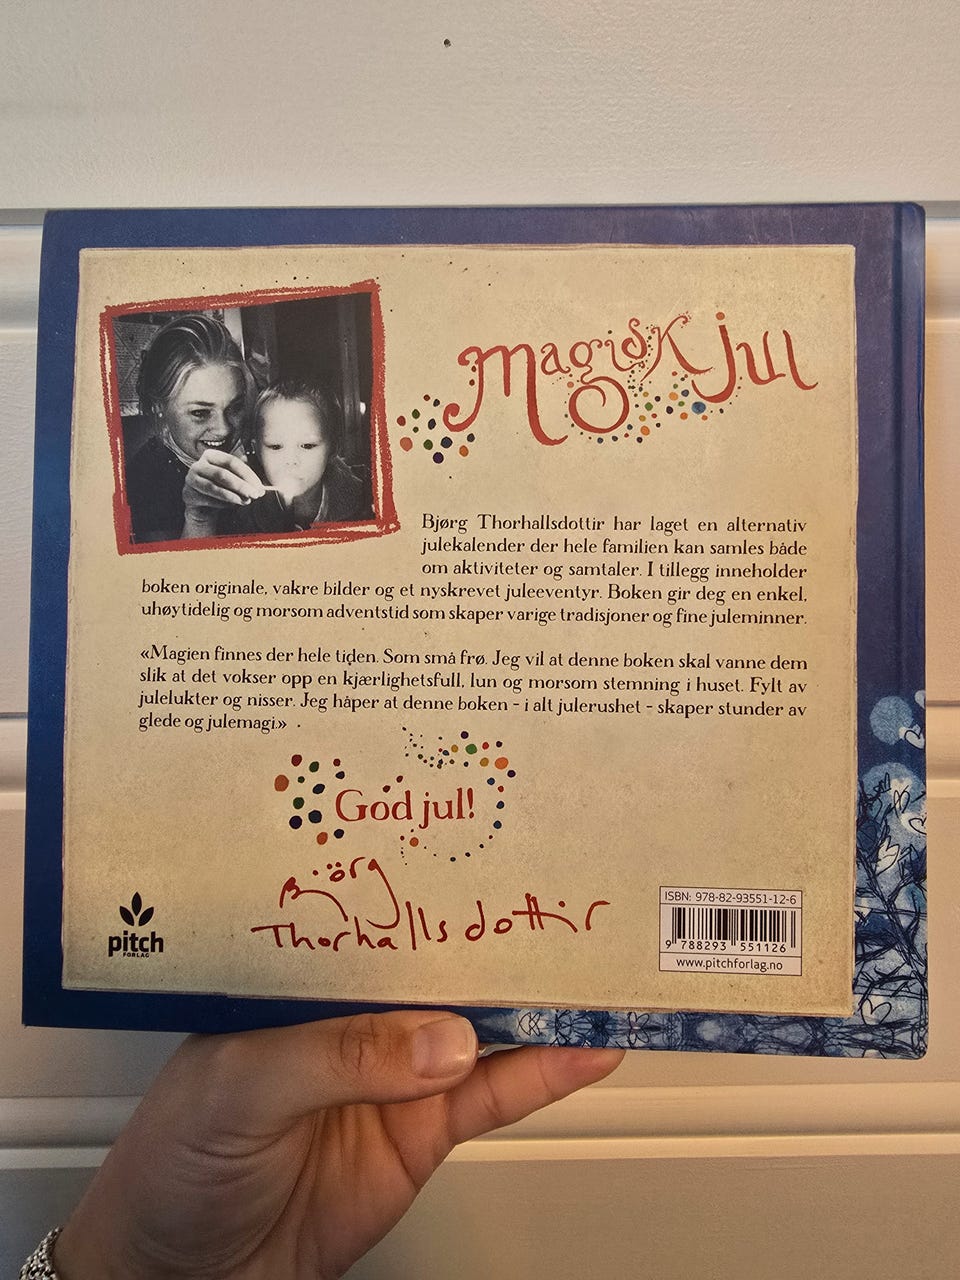 Magisk jul
Bjørg Thorhallsdottir har laget en alternativ
julekalender der hele familien kan samles både
om aktiviteter og samtaler. I tillegg inneholder
boken originale, vakre bilder og et nyskrevet juleeventyr. Boken gir deg en enkel,
uhøytidelig og morsom adventstid som skaper varige tradisjoner og fine juleminner.
«Magien finnes der hele tiden. Som små frø. Jeg vil at denne boken skal vanne dem
slik at det vokser opp en kjærlighetsfull, lun og morsom stemning i huset. Fylt av
julelukter og nisser. Jeg håper at denne boken - i alt julerushet - skaper stunder av
glede og julemagi.»
God jul!
Björg
Thorhallsdottir
pitch
FORLAG
ISBN: 978-82-93551-12-6
9 788293 551126
www.pitchforlag.no